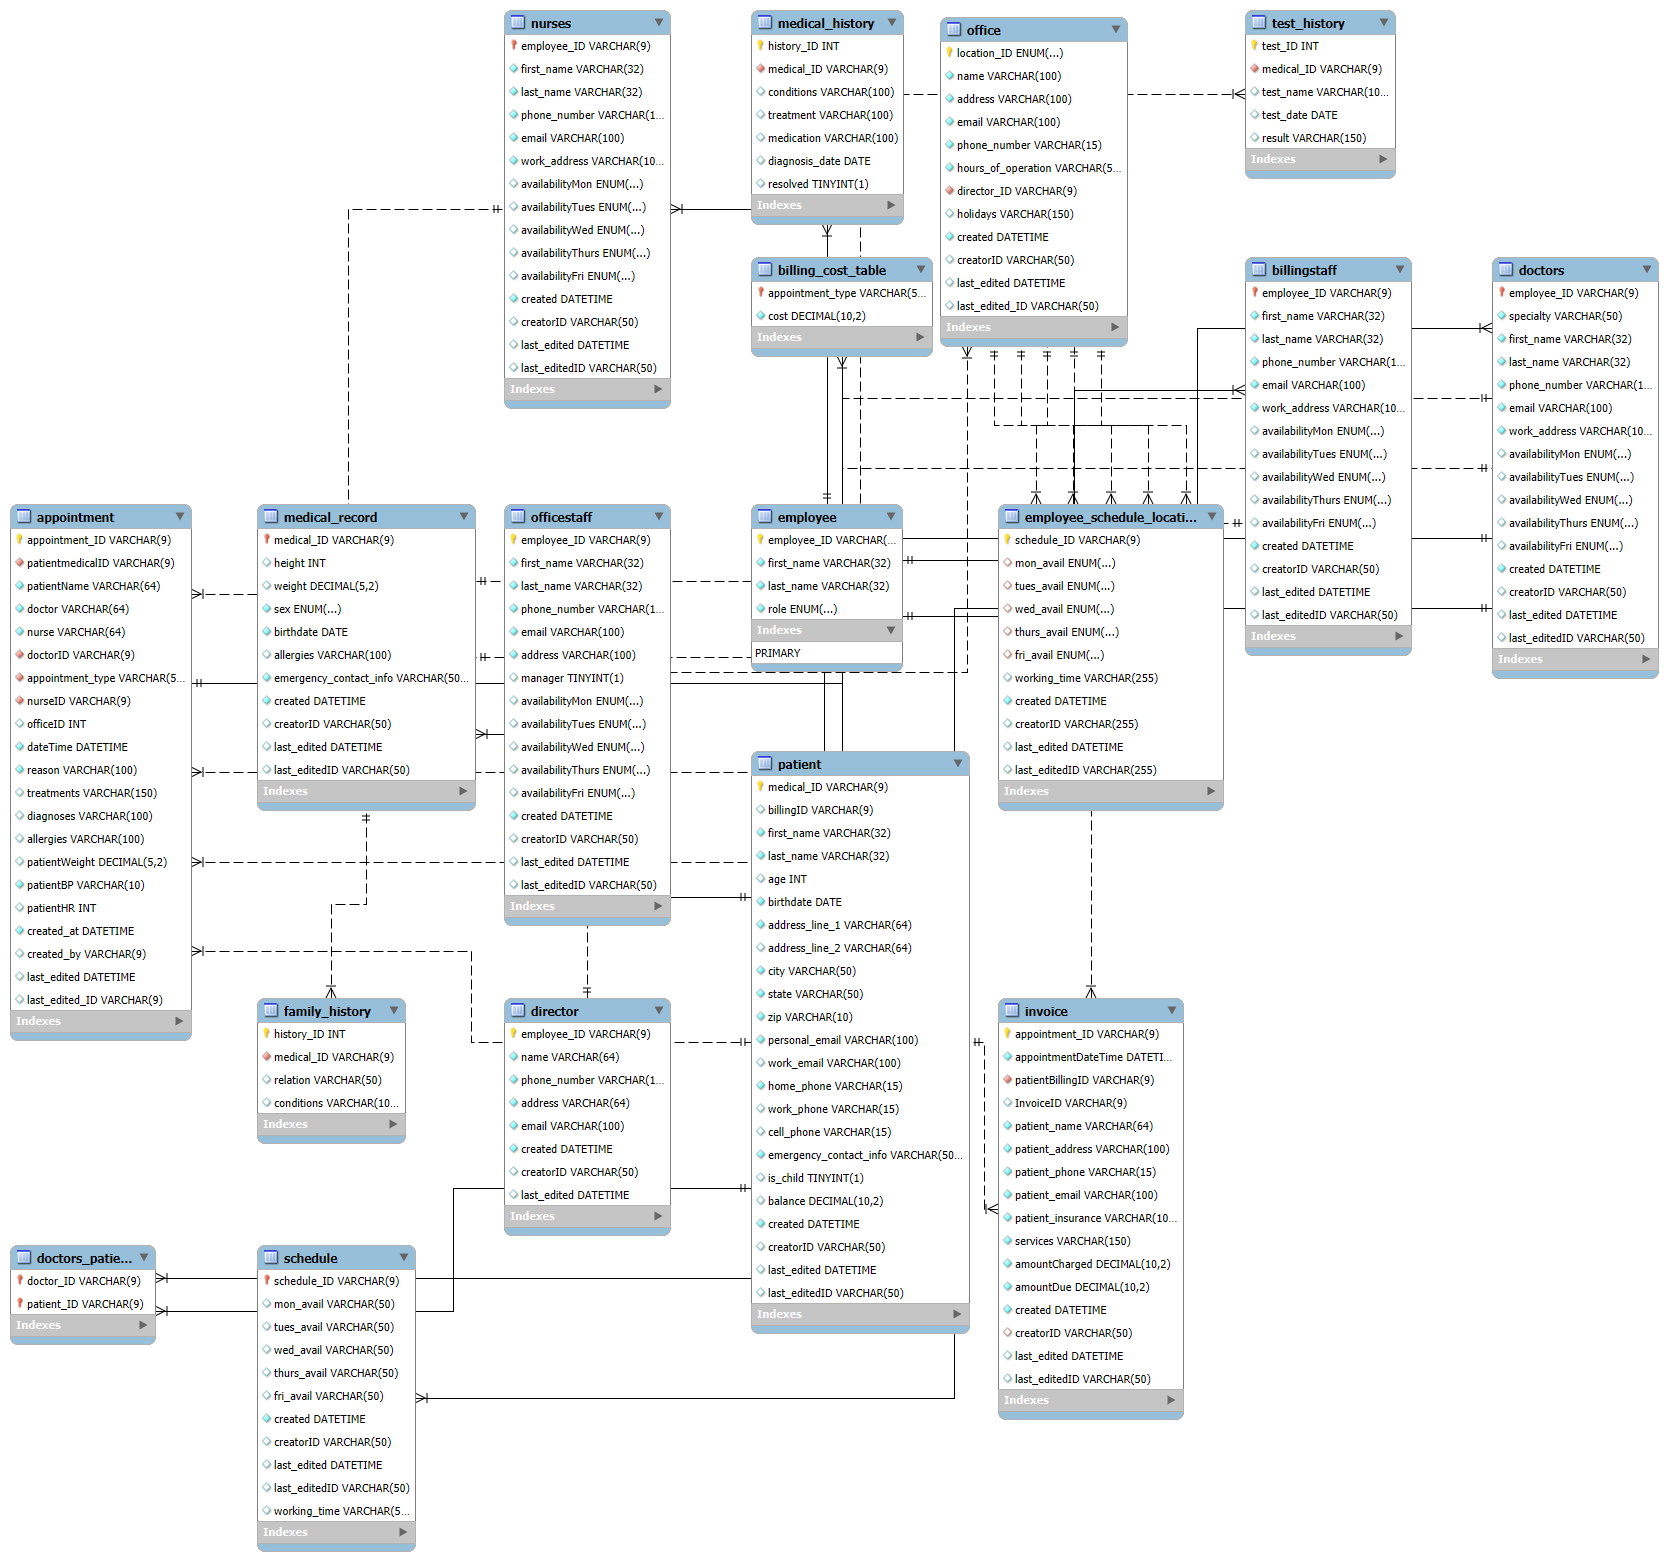 nurses
employee_ID VARCHAR(9)
first_name VARCHAR(32)
last_name VARCHAR(32)
phone_number VARCHAR(1...
email VARCHAR(100)
work_address VARCHAR(10...
availabilityMon ENUM(...)
availabilityTues ENUM(...)
availabilityWed ENUM(...)
availabilityThurs ENUM(...)
availabilityFri ENUM(...)
created DATETIME
creatorID VARCHAR(50)
last_edited DATETIME
last_editedID VARCHAR(50)
Indexes
medical_history
history_ID INT
medical_ID VARCHAR(9)
conditions VARCHAR(100)
treatment VARCHAR(100)
medication VARCHAR(100)
diagnosis_date DATE
resolved TINYINT(1)
Indexes
office
location_ID ENUM(...)
name VARCHAR(100)
address VARCHAR(100)
email VARCHAR(100)
phone_number VARCHAR(15)
hours_of_operation VARCHAR(5...
director_ID VARCHAR(9)
holidays VARCHAR(150)
created DATETIME
creatorID VARCHAR(50)
last_edited DATETIME
last_edited_ID VARCHAR(50)
Indexes
test_history
test_ID INT
medical_ID VARCHAR(9)
test_name VARCHAR(10...
test_date DATE
result VARCHAR(150)
Indexes
billing_cost_table
appointment_type VARCHAR(5...
cost DECIMAL(10,2)
Indexes
billingstaff
employee_ID VARCHAR(9)
first_name VARCHAR(32)
last_name VARCHAR(32)
phone_number VARCHAR(1...
email VARCHAR(100)
work_address VARCHAR(10...
availabilityMon ENUM(...)
availabilityTues ENUM(...)
availabilityWed ENUM(...)
availabilityThurs ENUM(...)
availabilityFri ENUM(...)
created DATETIME
creatorID VARCHAR(50)
last_edited DATETIME
last_editedID VARCHAR(50)
Indexes
doctors
employee_ID VARCHAR(9)
specialty VARCHAR(50)
first_name VARCHAR(32)
last_name VARCHAR(32)
phone_number VARCHAR(1...
email VARCHAR(100)
work_address VARCHAR(10...
availabilityMon ENUM(...)
availabilityTues ENUM(...)
availabilityWed ENUM(...)
availabilityThurs ENUM(...)
availabilityFri ENUM(...)
created DATETIME
creatorID VARCHAR(50)
last_edited DATETIME
last_editedID VARCHAR(50)
Indexes
appointment
appointment_ID VARCHAR(9)
patientmedicalID VARCHAR(9)
patientName VARCHAR(64)
doctor VARCHAR(64)
nurse VARCHAR(64)
doctorID VARCHAR(9)
appointment_type VARCHAR(5...
nurseID VARCHAR(9)
officeID INT
dateTime DATETIME
reason VARCHAR(100)
treatments VARCHAR(150)
diagnoses VARCHAR(100)
allergies VARCHAR(100)
patientWeight DECIMAL(5,2)
patientBP VARCHAR(10)
patientHR INT
created_at DATETIME
created_by VARCHAR(9)
last_edited DATETIME
last_edited_ID VARCHAR(9)
Indexes
medical_record
medical_ID VARCHAR(9)
height INT
weight DECIMAL(5,2)
sex ENUM(...)
birthdate DATE
allergies VARCHAR(100)
emergency_contact_info VARCHAR(50...
created DATETIME
creatorID VARCHAR(50)
last_edited DATETIME
last_editedID VARCHAR(50)
Indexes
officestaff
employee_ID VARCHAR(9)
first_name VARCHAR(32)
last_name VARCHAR(32)
phone_number VARCHAR(1...
email VARCHAR(100)
address VARCHAR(100)
manager TINYINT(1)
availabilityMon ENUM(...)
availabilityTues ENUM(...)
availabilityWed ENUM(...)
availabilityThurs ENUM(...)
availabilityFri ENUM(...)
created DATETIME
creatorID VARCHAR(50)
last_edited DATETIME
last_editedID VARCHAR(50)
Indexes
employee
employee_ID VARCHAR(...
first_name VARCHAR(32)
last_name VARCHAR(32)
role ENUM(...)
Indexes
PRIMARY
employee_schedule_locati...
schedule_ID VARCHAR(9)
mon_avail ENUM(...)
tues_avail ENUM(...)
wed_avail ENUM(...)
thurs_avail ENUM(...)
fri_avail ENUM(...)
working_time VARCHAR(255)
created DATETIME
creatorID VARCHAR(255)
last_edited DATETIME
last_editedID VARCHAR(255)
Indexes
patient
medical_ID VARCHAR(9)
billingID VARCHAR(9)
first_name VARCHAR(32)
last_name VARCHAR(32)
age INT
birthdate DATE
address_line_1 VARCHAR(64)
address_line_2 VARCHAR(64)
city VARCHAR(50)
state VARCHAR(50)
zip VARCHAR(10)
personal_email VARCHAR(100)
work_email VARCHAR(100)
home_phone VARCHAR(15)
work_phone VARCHAR(15)
cell_phone VARCHAR(15)
emergency_contact_info VARCHAR(50...
is_child TINYINT(1)
balance DECIMAL(10,2)
created DATETIME
creatorID VARCHAR(50)
last_edited DATETIME
last_editedID VARCHAR(50)
Indexes
family_history
history_ID INT
medical_ID VARCHAR(9)
relation VARCHAR(50)
conditions VARCHAR(10...
Indexes
director
employee_ID VARCHAR(9)
name VARCHAR(64)
phone_number VARCHAR(1...
address VARCHAR(64)
email VARCHAR(100)
created DATETIME
creatorID VARCHAR(50)
last_edited DATETIME
Indexes
invoice
appointment_ID VARCHAR(9)
appointmentDateTime DATETI...
patientBillingID VARCHAR(9)
InvoiceID VARCHAR(9)
patient_name VARCHAR(64)
patient_address VARCHAR(100)
patient_phone VARCHAR(15)
patient_email VARCHAR(100)
patient_insurance VARCHAR(10...
services VARCHAR(150)
amountCharged DECIMAL(10,2)
amountDue DECIMAL(10,2)
created DATETIME
creatorID VARCHAR(50)
last_edited DATETIME
last_editedID VARCHAR(50)
Indexes
doctors_patie...
doctor_ID VARCHAR(9)
patient_ID VARCHAR(9)
Indexes
schedule
schedule_ID VARCHAR(9)
mon_avail VARCHAR(50)
tues_avail VARCHAR(50)
wed_avail VARCHAR(50)
thurs_avail VARCHAR(50)
fri_avail VARCHAR(50)
created DATETIME
creatorID VARCHAR(50)
last_edited DATETIME
last_editedID VARCHAR(50)
working_time VARCHAR(5...
Indexes